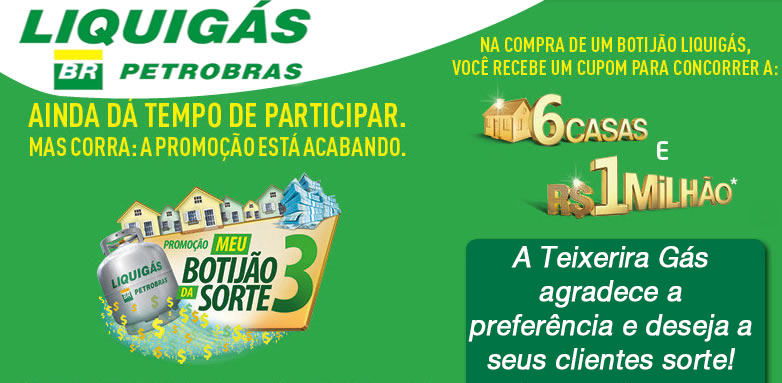 LIQUIGÁS
BR PETROBRAS
AINDA DÁ TEMPO DE PARTICIPAR.
MAS CORRA: A PROMOÇÃO ESTÁ ACABANDO.
PROMOÇÃO MEU
BOTIJÃO
DA SORTE 3
LIQUIGÁS
BR PETROBRAS
NA COMPRA DE UM BOTIJÃO LIQUIGÁS,
VOCÊ RECEBE UM CUPOM PARA CONCORRER A:
6 CASAS
E
R$ 1 MILHÃO*
A Teixerira Gás
agradece a
preferência e deseja a
seus clientes sorte!